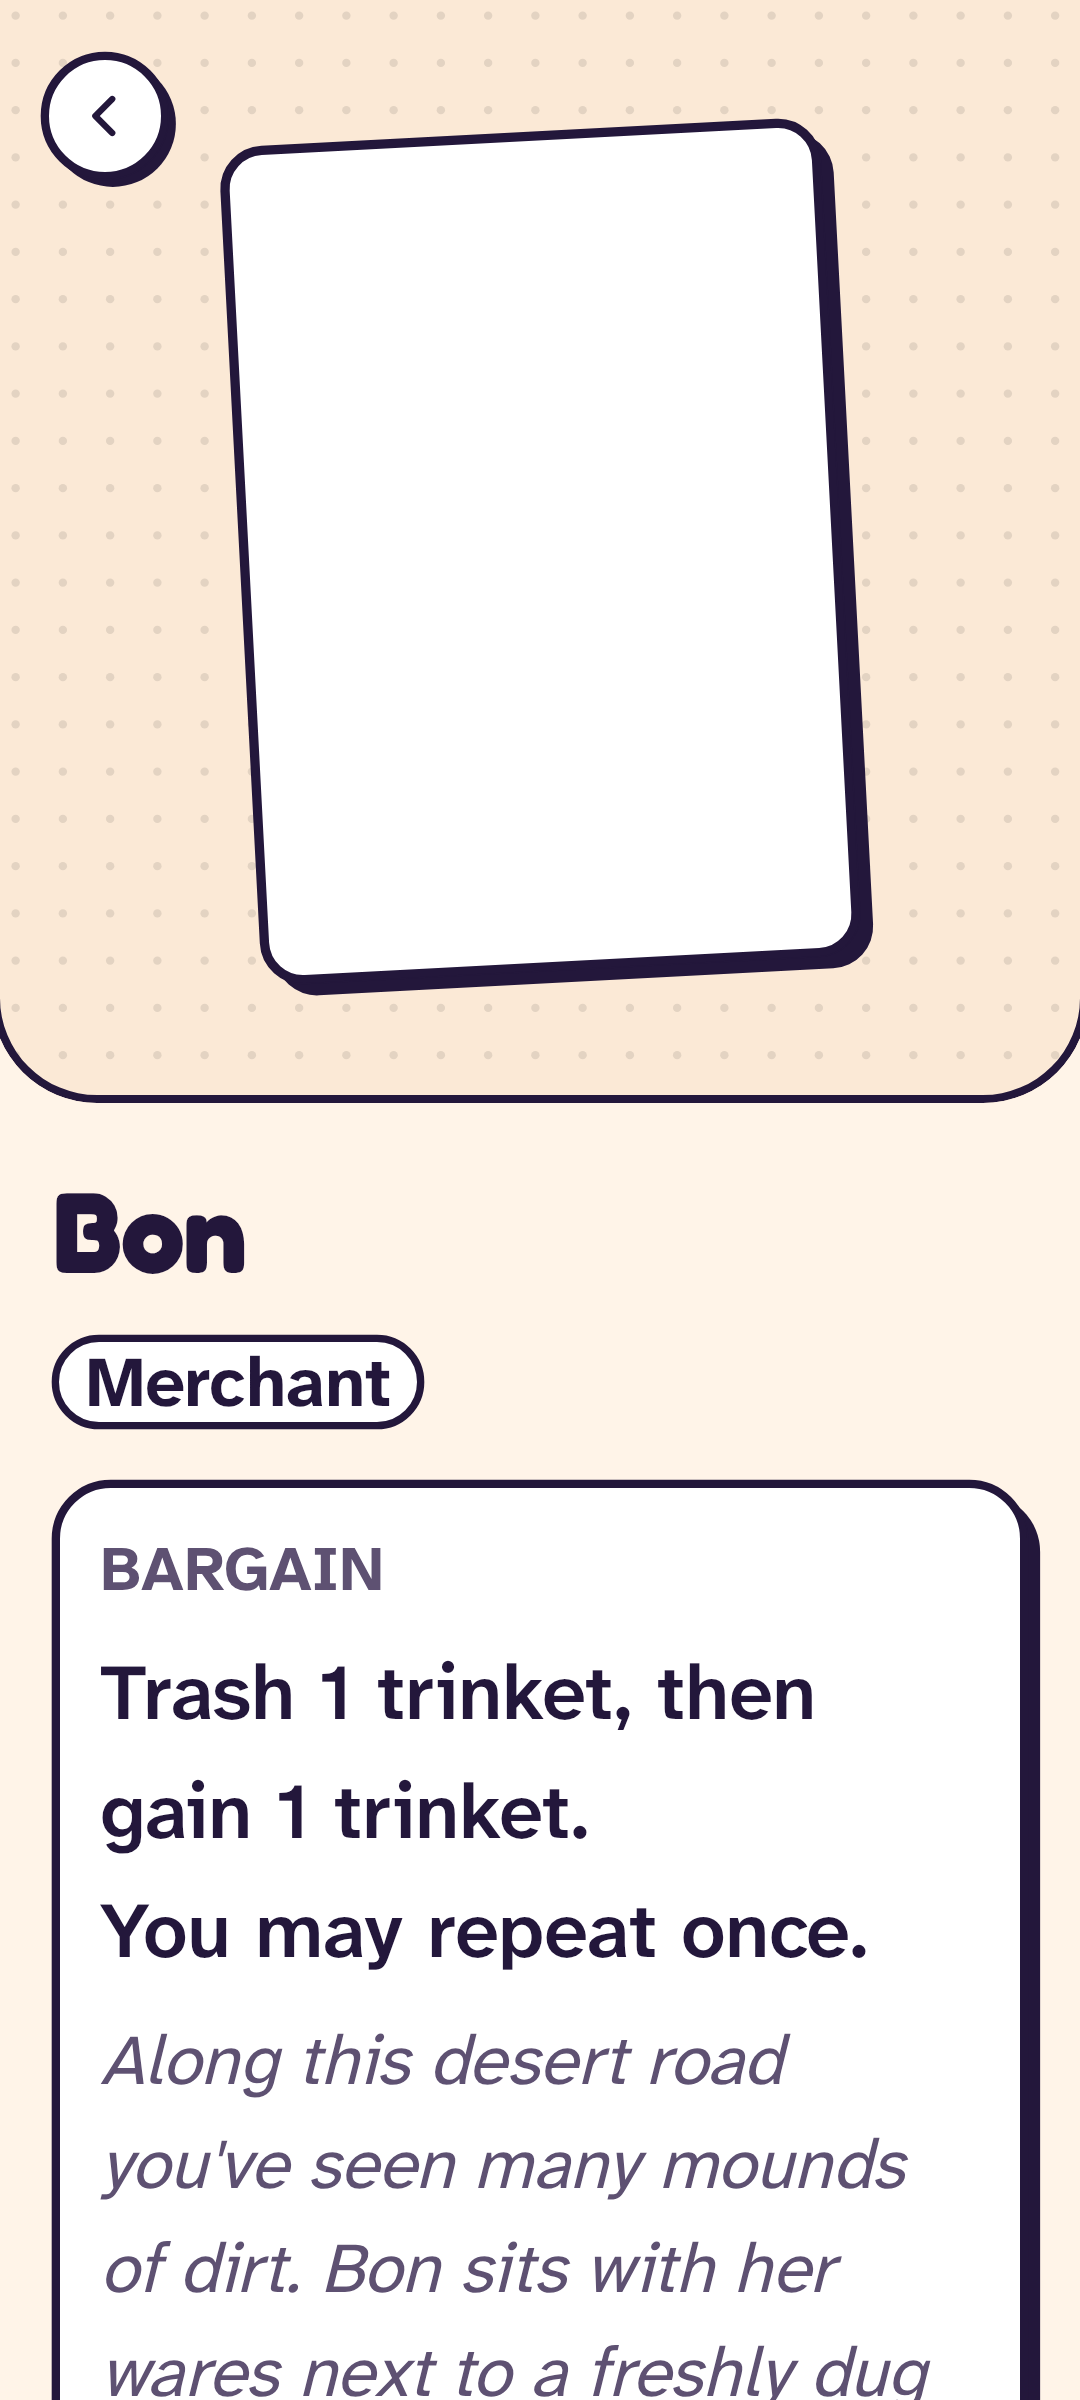 Bon
Merchant
BARGAIN
Trash 1 trinket, then
gain 1 trinket.
You may repeat once.
Along this desert road
you've seen many mounds
of dirt. Bon sits with her
wares next to a freshly dug